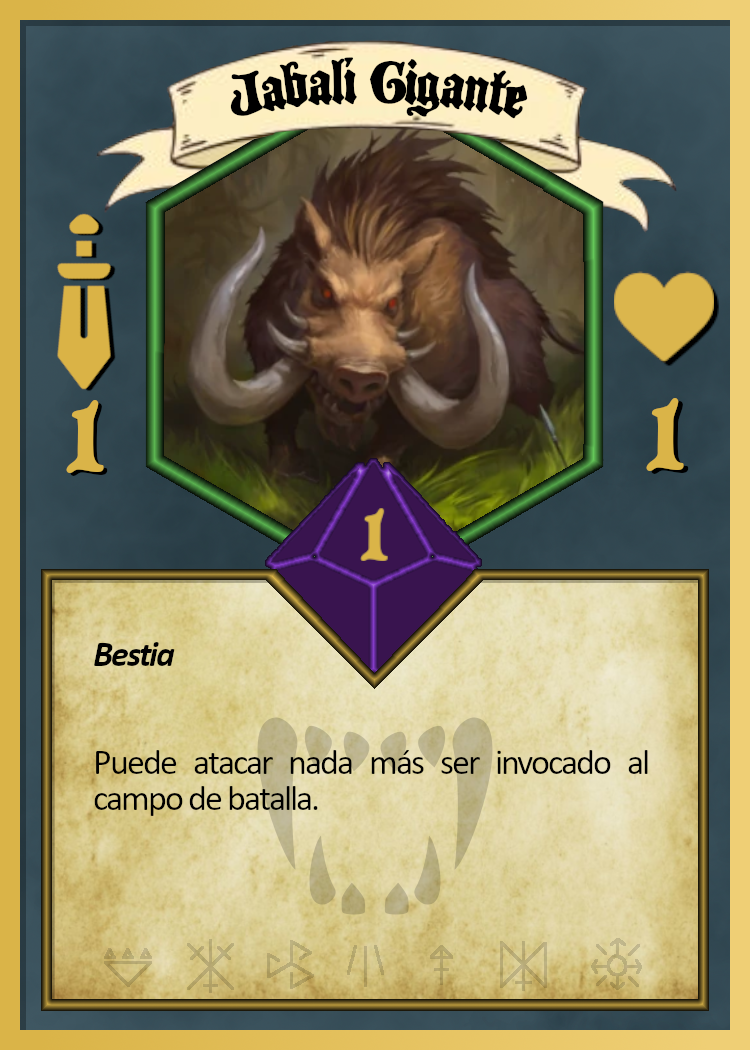 Jabalí Gigante
1
1
1
Bestia
Puede atacar nada más ser invocado al
campo de batalla.